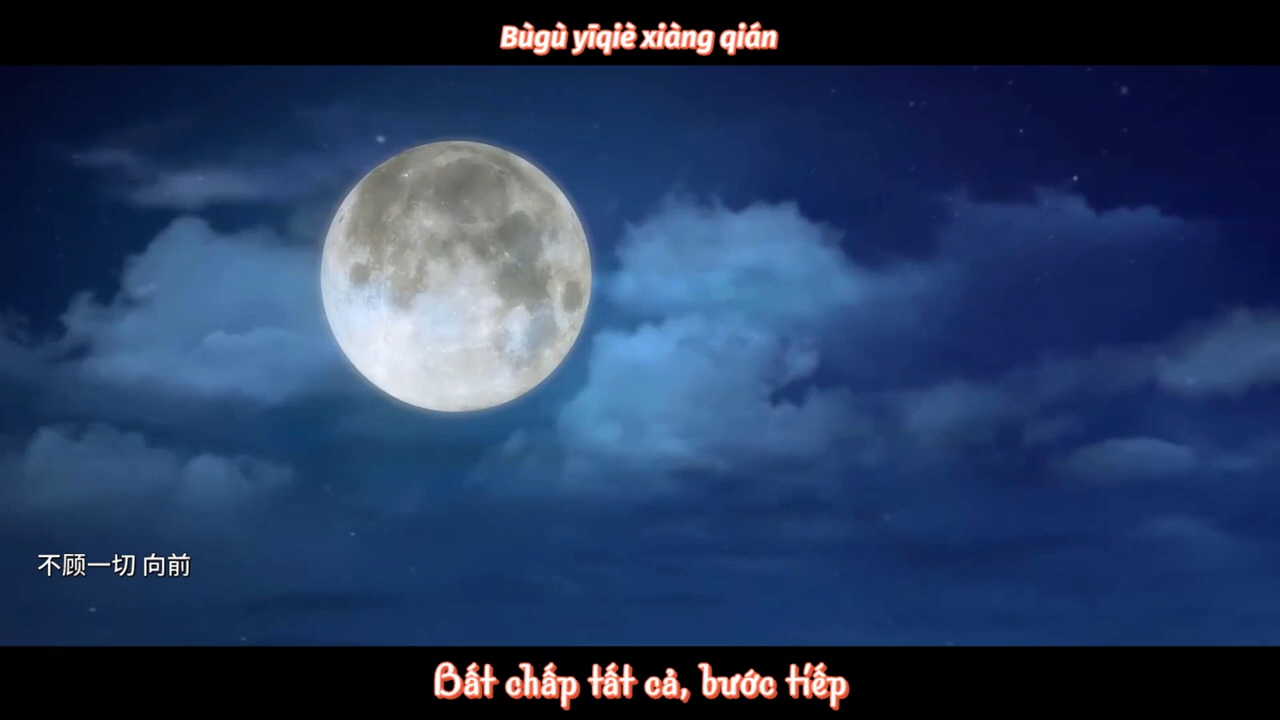 Bùgù yīqiè xiàng qián
不顾一切 向前
Bất chấp tất cả, bước tiếp